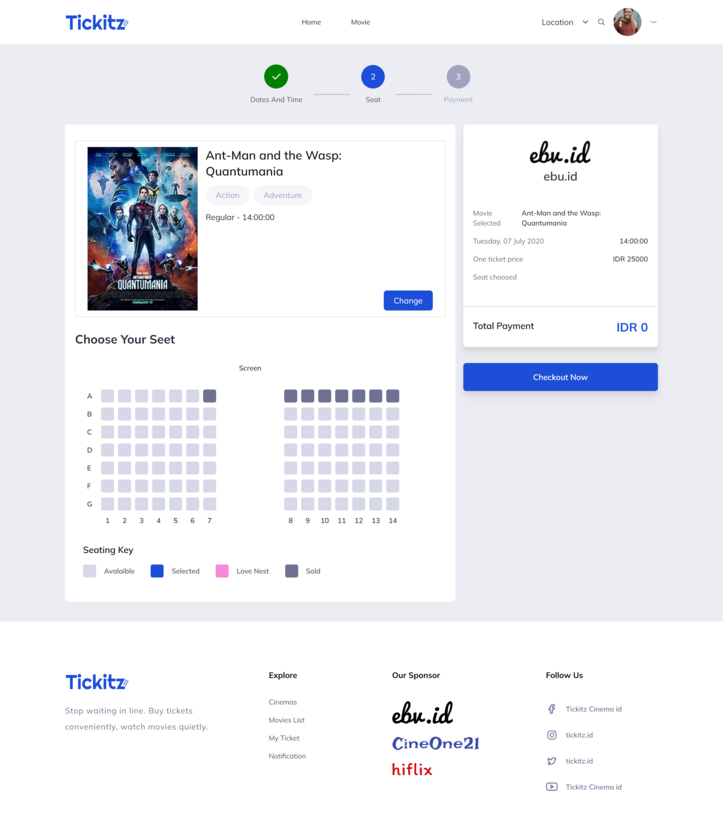 Tickitz
Home
Movie
Location
2
3
Dates And Time
Seat
Payment
Ant-Man and the Wasp:
Quantumania
Action
Adventure
Regular - 14:00:00
QUANTUMANIA
Change
Choose Your Seet
Screen
A
B
C
D
E
F
G
1 2 3 4 5 6 7
8 9 10 11 12 13 14
Seating Key
Avalaible
Selected
Love Nest
Sold
ebv.id
ebu.id
Movie Selected
Ant-Man and the Wasp: Quantumania
Tuesday, 07 July 2020
14:00:00
One ticket price
IDR 25000
Seat choosed
Total Payment
IDR 0
Checkout Now
Tickitz
Stop waiting in line. Buy tickets
conveniently, watch movies quietly.
Explore
Cinemas
Movies List
My Ticket
Notification
Our Sponsor
ebv.id
CineOne21
hiflix
Follow Us
Tickitz Cinema id
tickitz.id
tickitz.id
Tickitz Cinema id